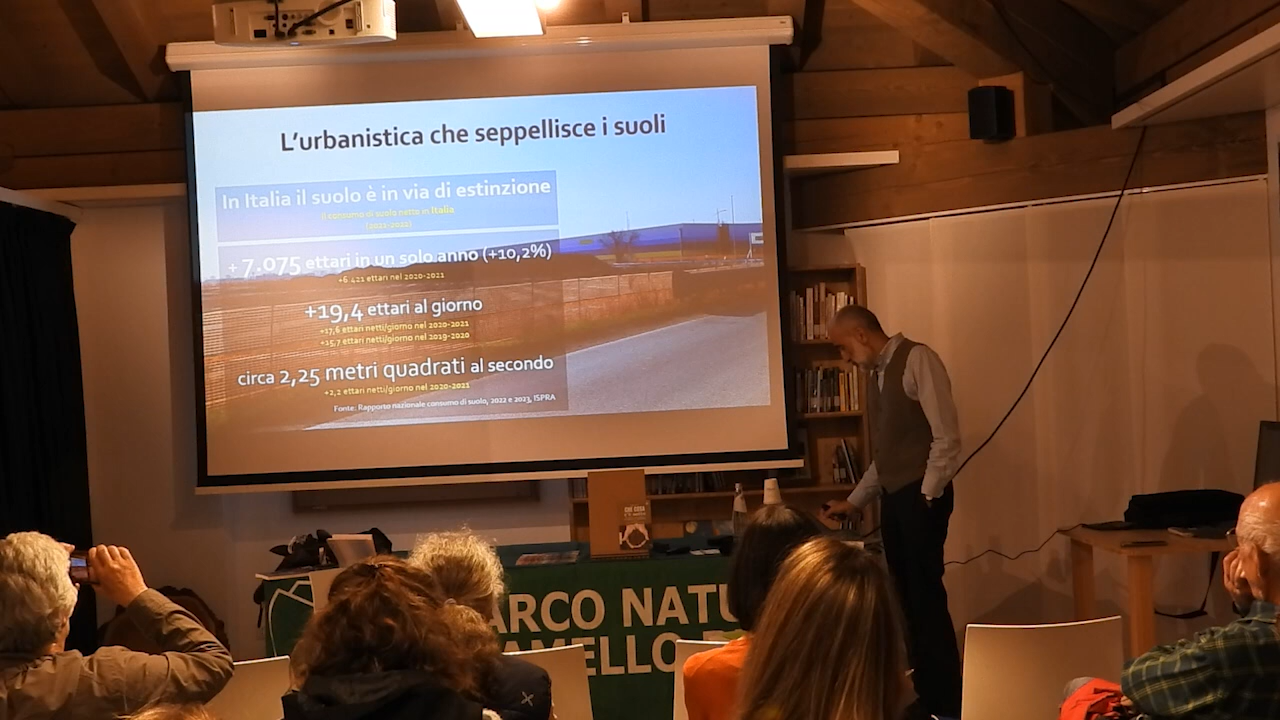 L'urbanistica che seppellisce i suoli
In Italia il suolo è in via di estinzione
Il consumo di suolo netto in Italia
(2021-2022)
+ 7.075 ettari in un solo anno (+10,2%)
+6.421 ettari nel 2020-2021
+19,4 ettari al giorno
+17,6 ettari netti/giorno nel 2020-2021
+15,7 ettari netti/giorno nel 2019-2020
circa 2,25 metri quadrati al secondo
+2,2 ettari netti/giorno nel 2020-2021
Fonte: Rapporto nazionale consumo di suolo, 2022 e 2023, ISPRA
CHE COSA
ARCO NATU
AMELLO